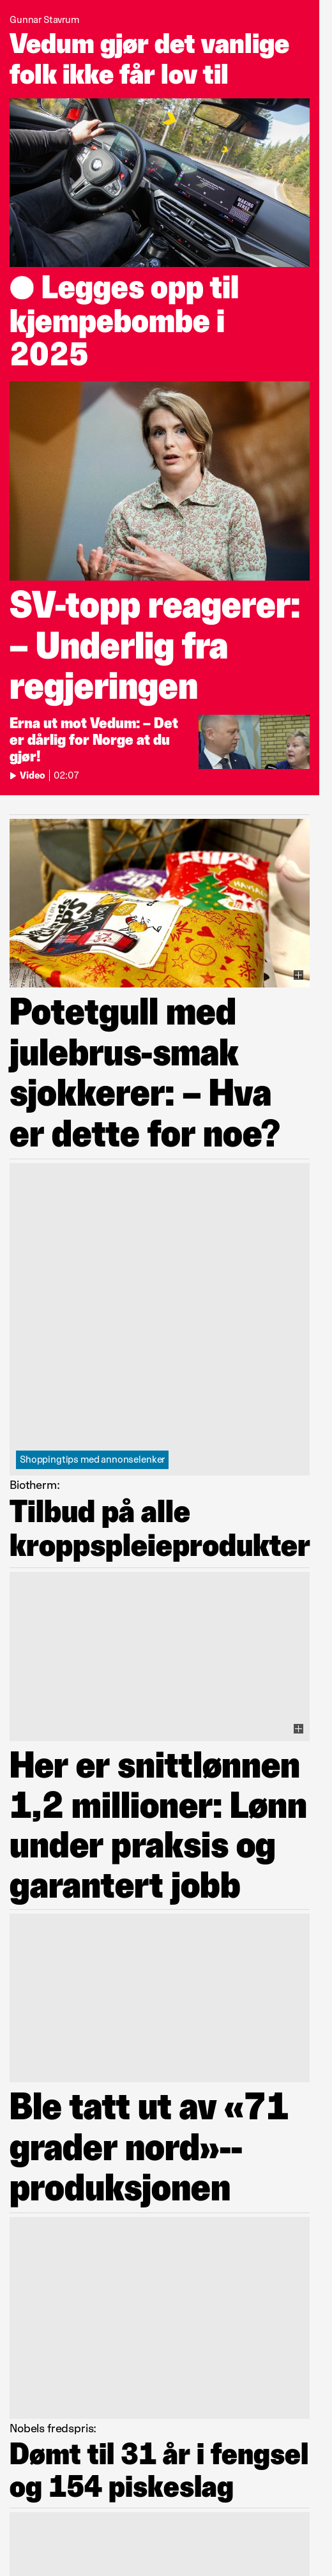 Gunnar Stavrum
Vedum gjør det vanlige
folk ikke får lov til
Legges opp til
kjempebombe i
2025
SV-topp reagerer:
– Underlig fra
regjeringen
Erna ut mot Vedum: – Det
er dårlig for Norge at du
gjør!
Video | 02:07
CHIPS
Potetgull med
julebrus-smak
sjokkerer: – Hva
er dette for noe?
Shoppingtips med annonselenker
Biotherm:
Tilbud på alle
kroppspleieprodukter
Her er snittlønnen
1,2 millioner: Lønn
under praksis og
garantert jobb
Ble tatt ut av «71
grader nord»--
produksjonen
Nobels fredspris:
Dømt til 31 år i fengsel
og 154 piskeslag